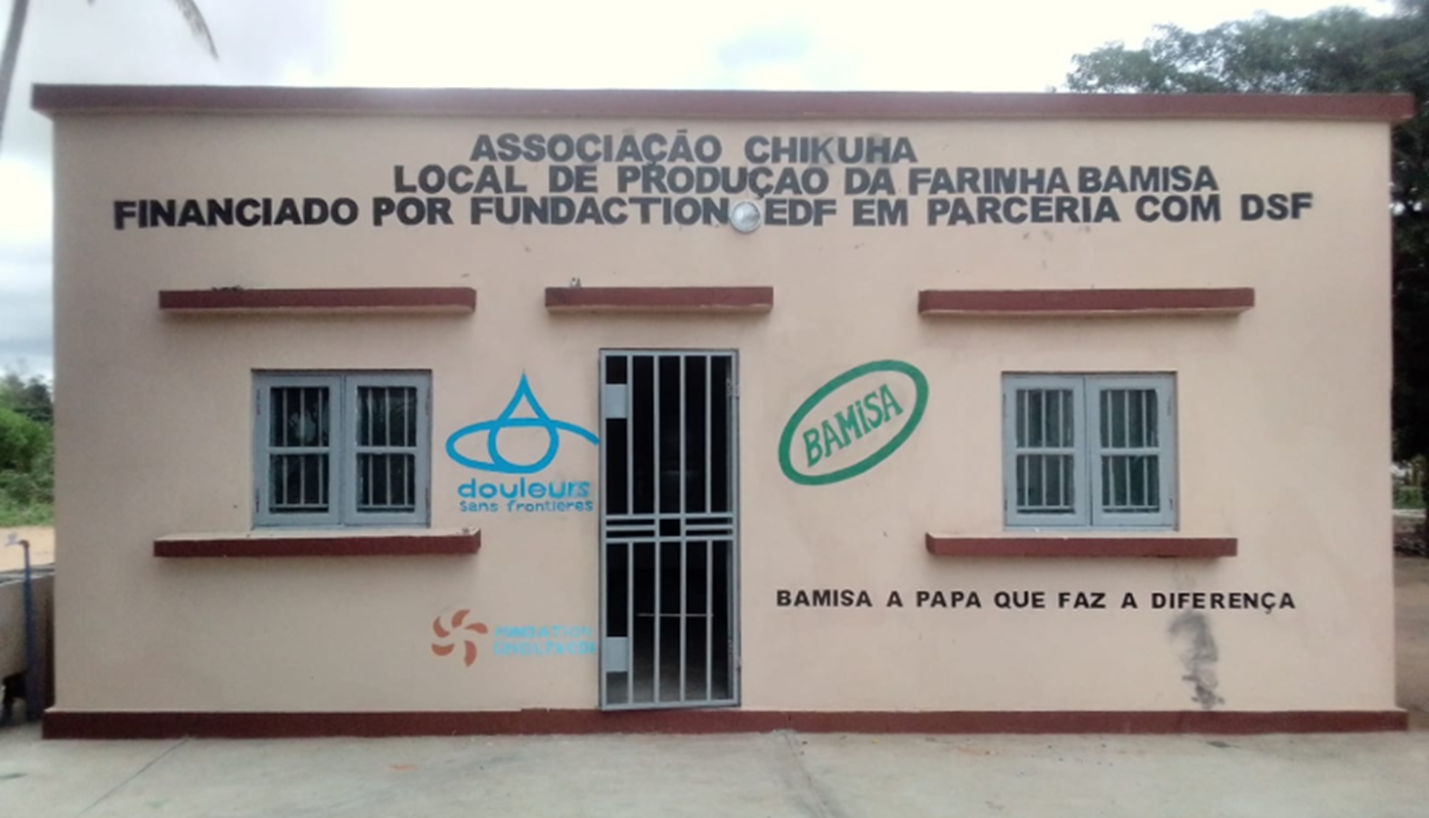 ASSOCIAÇÃO CHIKUHA
LOCAL DE PRODUÇAO DA FARINHA BAMISA
FINANCIADO POR FUNDACTION EDF EM PARCERIA COM DSF
BAMiSA
douleurs
sans frontieres
BAMISA A PAPA QUE FAZ A DIFERENÇA